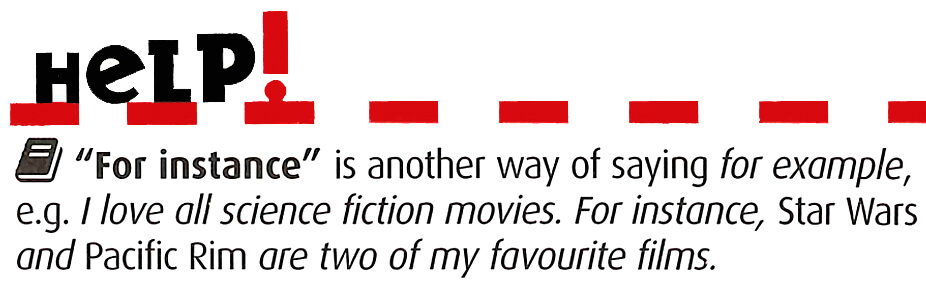 HeLP!
“For instance” is another way of saying for example,
e.g. I love all science fiction movies. For instance, Star Wars
and Pacific Rim are two of my favourite films.